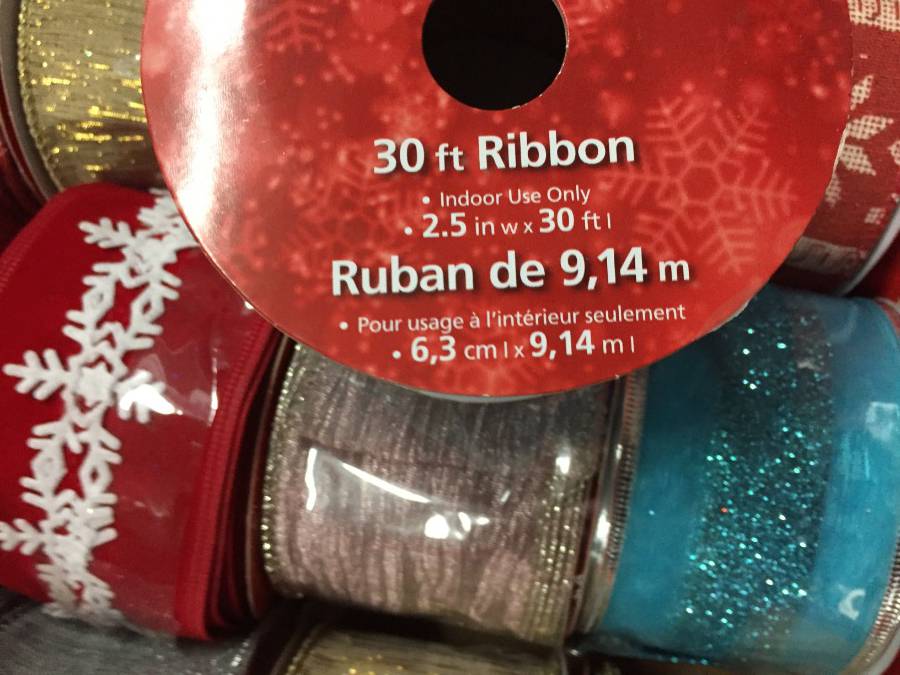 30 ft Ribbon
• Indoor Use Only
• 2.5 in w x 30 ft l
Ruban de 9,14 m
• Pour usage à l'intérieur seulement
• 6,3 cm l x 9,14 m l